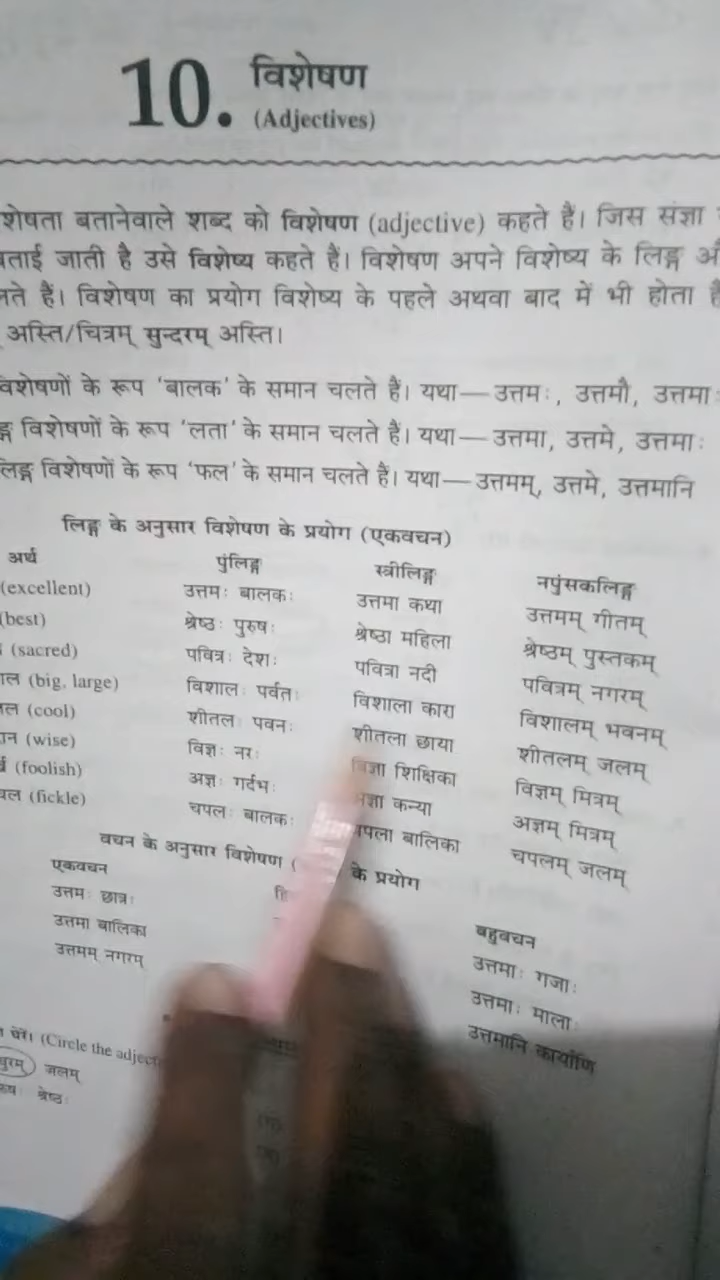 10. विशेषण
(Adjectives)
शेषता बतानेवाले शब्द को विशेषण (adjective) कहते हैं। जिस संज्ञा
बताई जाती है उसे विशेष्य कहते हैं। विशेषण अपने विशेष्य के लिङ्ग
हैं। विशेषण का प्रयोग विशेष्य के पहले अथवा बाद में भी होता
अस्ति/चित्रम् सुन्दरम् अस्ति।
विशेषणों के रूप ‘बालक’ के समान चलते हैं। यथा—उत्तमः, उत्तमौ, उत्तमाः
विशेषणों के रूप ‘लता’ के समान चलते हैं। यथा—उत्तमा, उत्तमे, उत्तमाः
विशेषणों के रूप ‘फल’ के समान चलते हैं। यथा—उत्तमम्, उत्तमे, उत्तमानि
लिङ्ग के अनुसार विशेषण के प्रयोग (एकवचन)
अर्थ पुंलिङ्ग स्त्रीलिङ्ग नपुंसकलिङ्ग
(excellent) उत्तमः बालकः उत्तमा कथा उत्तमम् गीतम्
(best) श्रेष्ठः पुरुषः श्रेष्ठा महिला श्रेष्ठम् पुस्तकम्
(sacred) पवित्रः देशः पवित्रा नदी पवित्रम् नगरम्
(big, large) विशालः पर्वतः विशाला कारा विशालम् भवनम्
(cool) शीतलः पवनः शीतला छाया शीतलम् जलम्
(wise) विज्ञः नरः विज्ञा शिक्षिका विज्ञम् मित्रम्
(foolish) अज्ञः गर्दभः कन्या अज्ञम् मित्रम्
(fickle) चपलः बालकः बालिका चपलम् जलम्
वचन के अनुसार विशेषण ( के प्रयोग
एकवचन बहुवचन
उत्तमः छात्रः उत्तमाः गजाः
उत्तमा बालिका उत्तमाः मालाः
उत्तमम् नगरम् उत्तमानि कार्याणि
(Circle the
जलम्
श्रेष्ठः